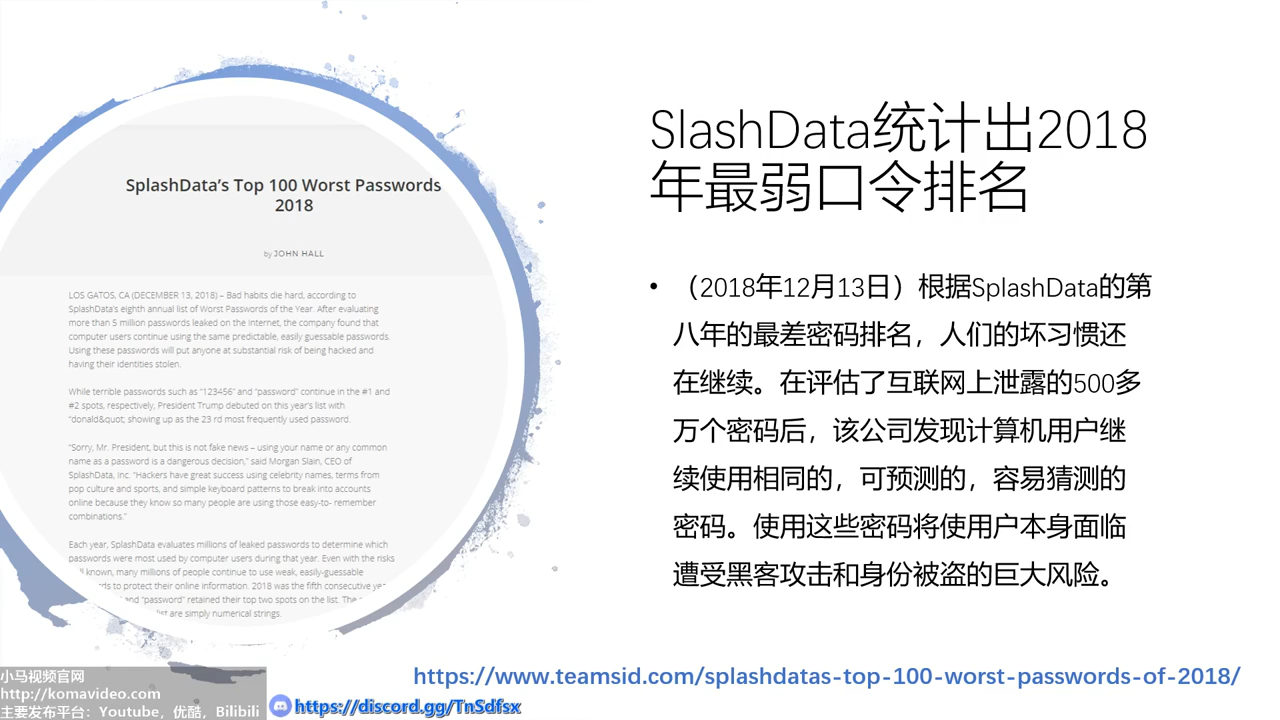 SplashData's Top 100 Worst Passwords
2018
by JOHN HALL
LOS GATOS, CA (DECEMBER 13, 2018) – Bad habits die hard, according to
SplashData's eighth annual list of Worst Passwords of the Year. After evaluating
more than 5 million passwords leaked on the Internet, the company found that
computer users continue using the same predictable, easily guessable passwords.
Using these passwords will put anyone at substantial risk of being hacked and
having their identities stolen.
While terrible passwords such as "123456" and "password" continue in the #1 and
#2 spots, respectively, President Trump debuted on this year's list with
"donald&quot; showing up as the 23 rd most frequently used password.
"Sorry, Mr. President, but this is not fake news – using your name or any common
name as a password is a dangerous decision," said Morgan Slain, CEO of
SplashData, Inc. "Hackers have great success using celebrity names, terms from
pop culture and sports, and simple keyboard patterns to break into accounts
online because they know so many people are using those easy-to- remember
combinations."
Each year, SplashData evaluates millions of leaked passwords to determine which
passwords were most used by computer users during that year. Even with the risks
known, many millions of people continue to use weak, easily-guessable
to protect their online information. 2018 was the fifth consecutive
and "password" retained their top two spots on the list. The
list are simply numerical strings.
SlashData统计出2018
年最弱口令排名
• （2018年12月13日）根据SplashData的第
八年的最差密码排名，人们的坏习惯还
在继续。在评估了互联网上泄露的500多
万个密码后，该公司发现计算机用户继
续使用相同的，可预测的，容易猜测的
密码。使用这些密码将使用户本身面临
遭受黑客攻击和身份被盗的巨大风险。
https://www.teamsid.com/splashdatas-top-100-worst-passwords-of-2018/
小马视频官网
http://komavideo.com
主要发布平台：Youtube，优酷，Bilibili
https://discord.gg/TnSdfsx